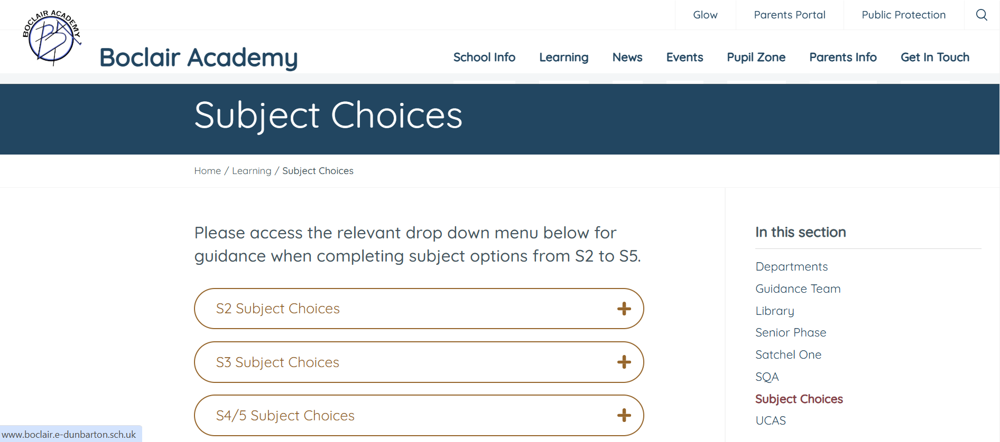 BOCLAIR ACADEMY
Glow
Parents Portal
Public Protection
Boclair Academy
School Info
Learning
News
Events
Pupil Zone
Parents Info
Get In Touch
Subject Choices
Home / Learning / Subject Choices
Please access the relevant drop down menu below for
guidance when completing subject options from S2 to S5.
S2 Subject Choices
S3 Subject Choices
S4/5 Subject Choices
In this section
Departments
Guidance Team
Library
Senior Phase
Satchel One
SQA
Subject Choices
UCAS
www.boclair.e-dunbarton.sch.uk